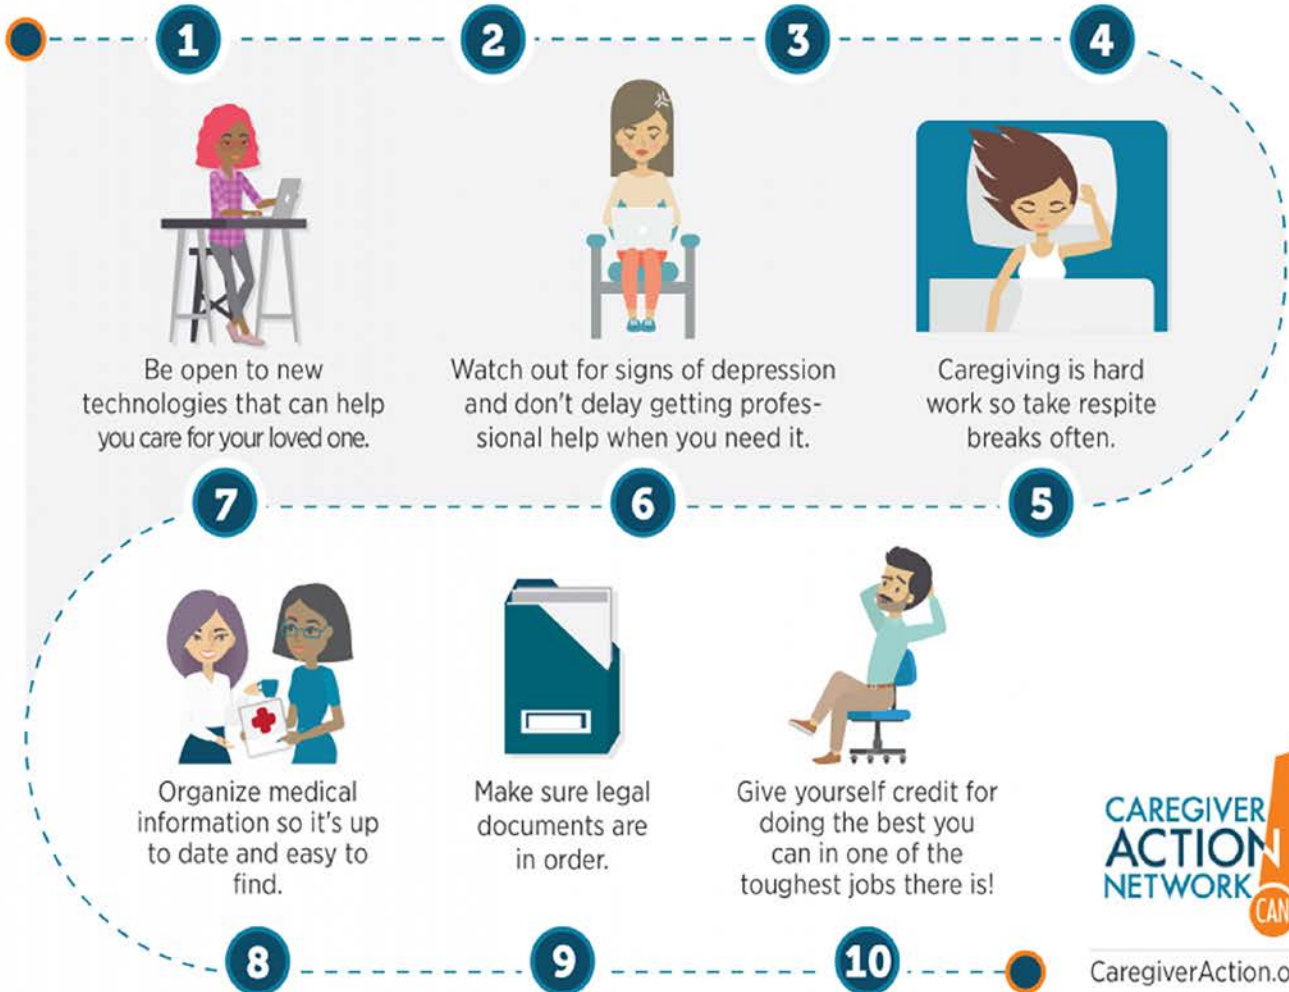 1
2
3
4
Be open to new
technologies that can help
you care for your loved one.
Watch out for signs of depression
and don't delay getting profes-
sional help when you need it.
Caregiving is hard
work so take respite
breaks often.
7
6
5
Organize medical
information so it's up
to date and easy to
find.
Make sure legal
documents are
in order.
Give yourself credit for
doing the best you
can in one of the
toughest jobs there is!
CAREGIVER
ACTION
NETWORK
CAN
8
9
10
CaregiverAction.o